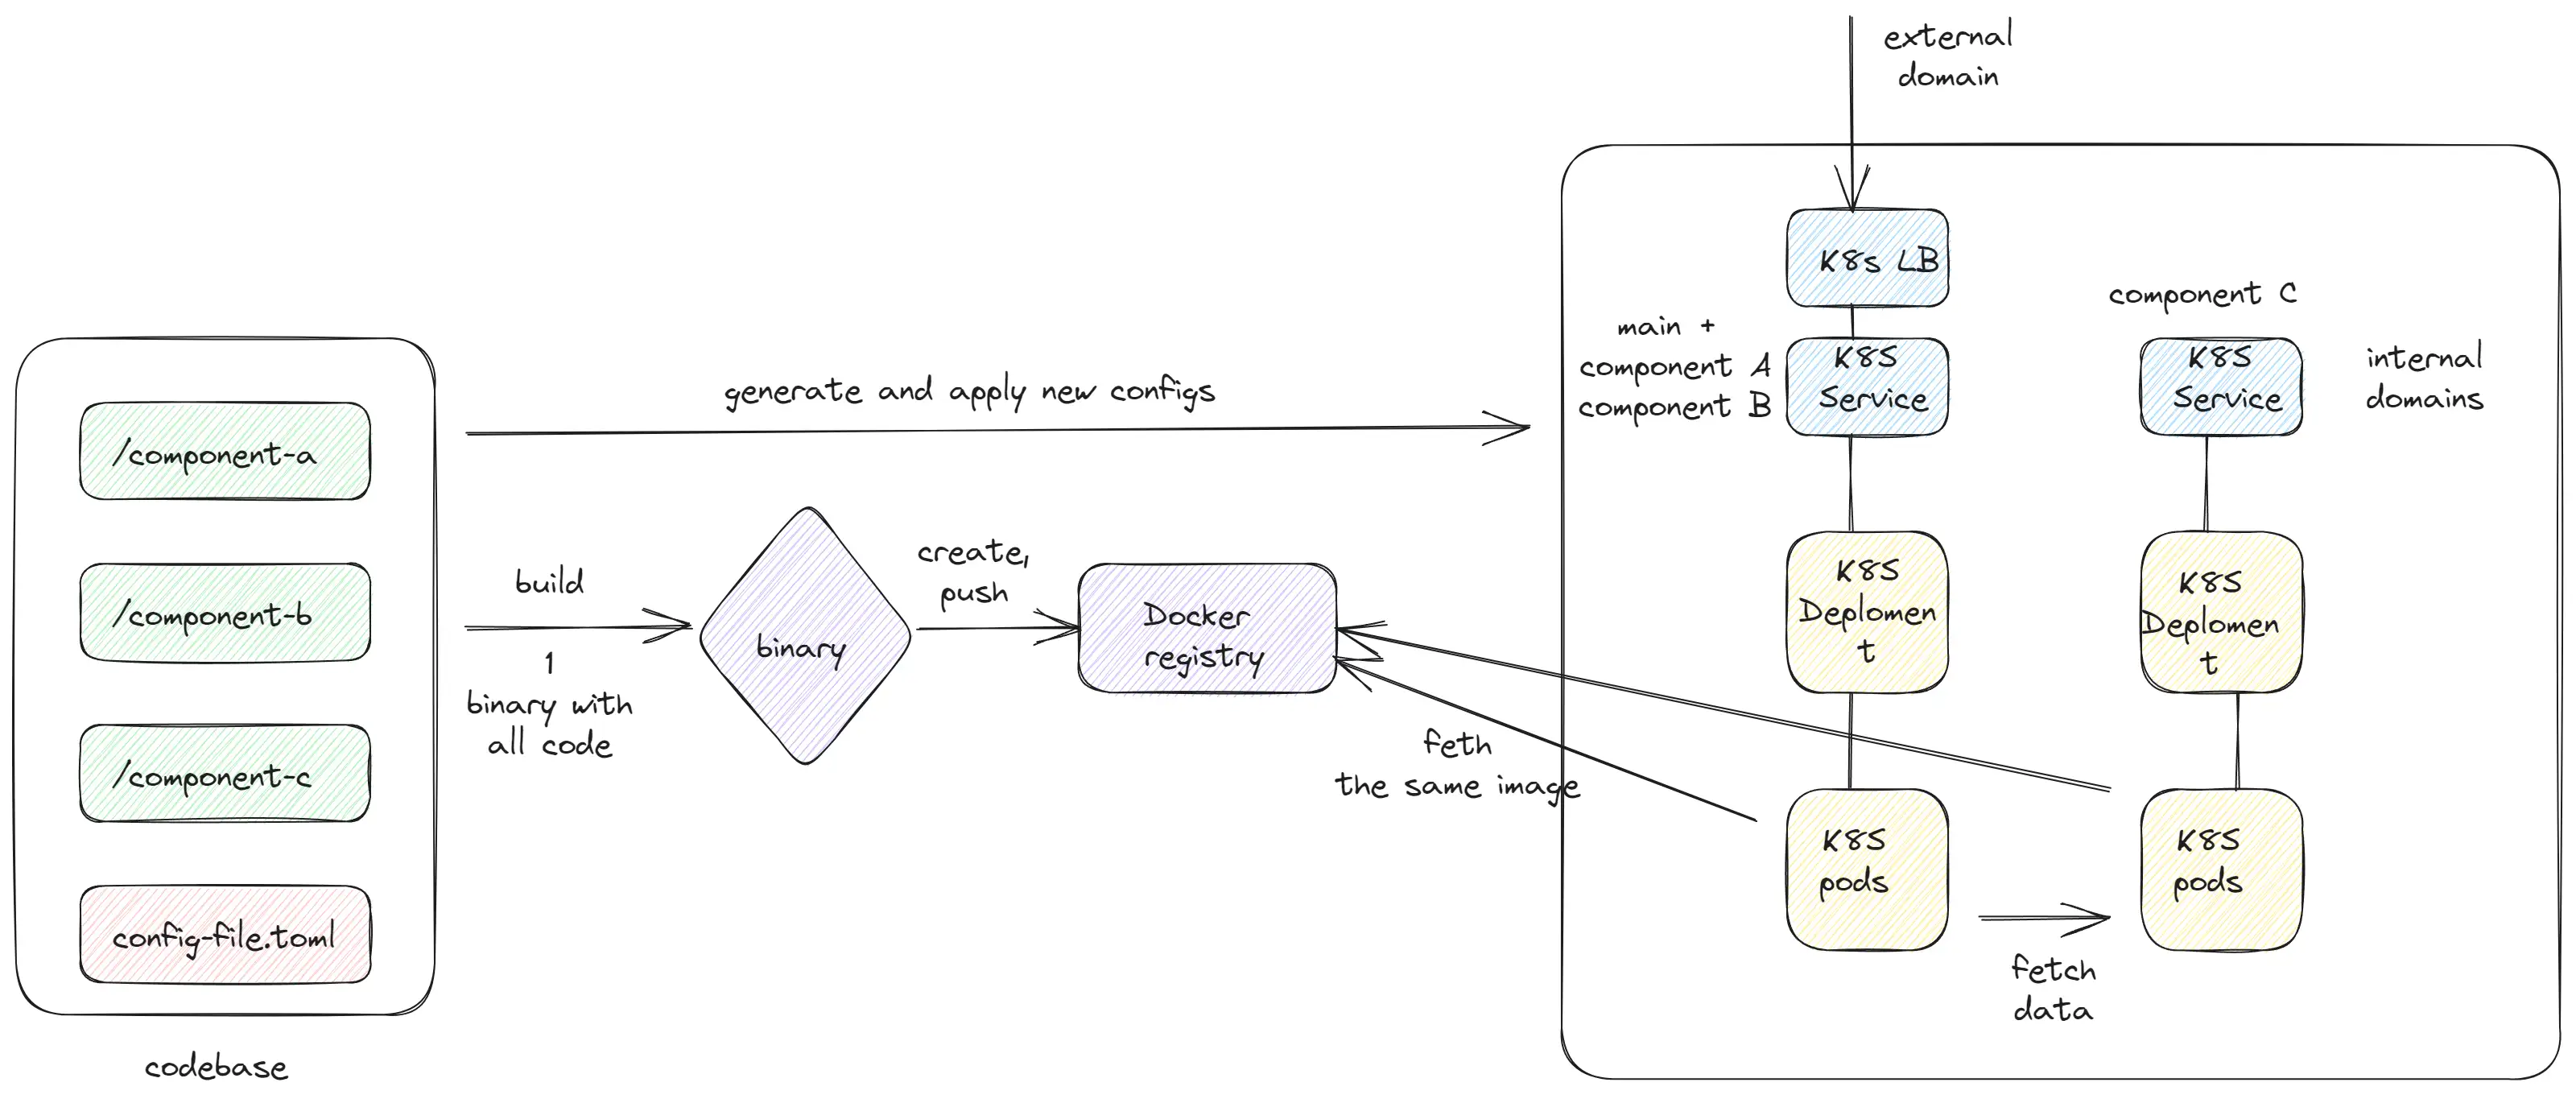 external
domain
K8s LB
component C
main +
component A
component B
K8S
Service
K8S
Service
internal
domains
generate and apply new configs
/component-a
/component-b
/component-c
config-file.toml
codebase
build
1
binary with
all code
binary
create,
push
Docker
registry
feth
the same image
K8S
Deplomen
t
K8S
Deplomen
t
K8S
pods
K8S
pods
fetch
data